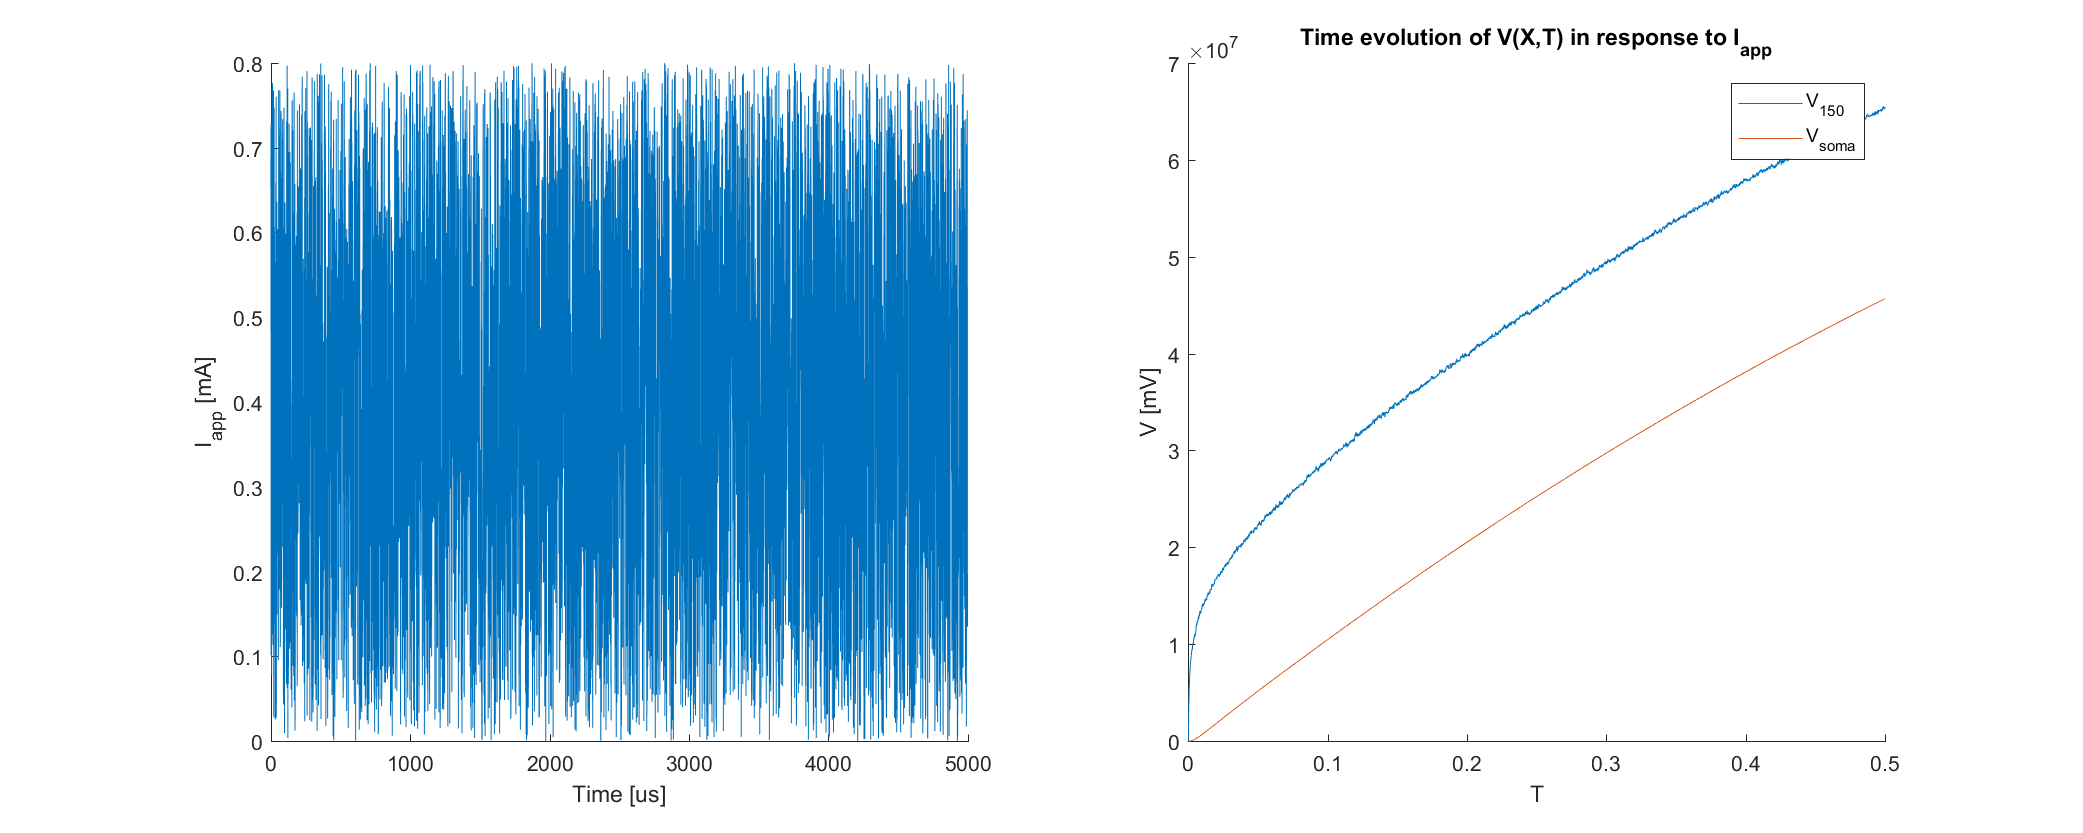 0.8
0.7
0.6
0.5
0.4
0.3
0.2
0.1
0
I_app [mA]
0 1000 2000 3000 4000 5000
Time [us]
Time evolution of V(X,T) in response to I_app
×10^7
7
6
5
4
3
2
1
0
V [mV]
V_150
V_soma
0 0.1 0.2 0.3 0.4 0.5
T